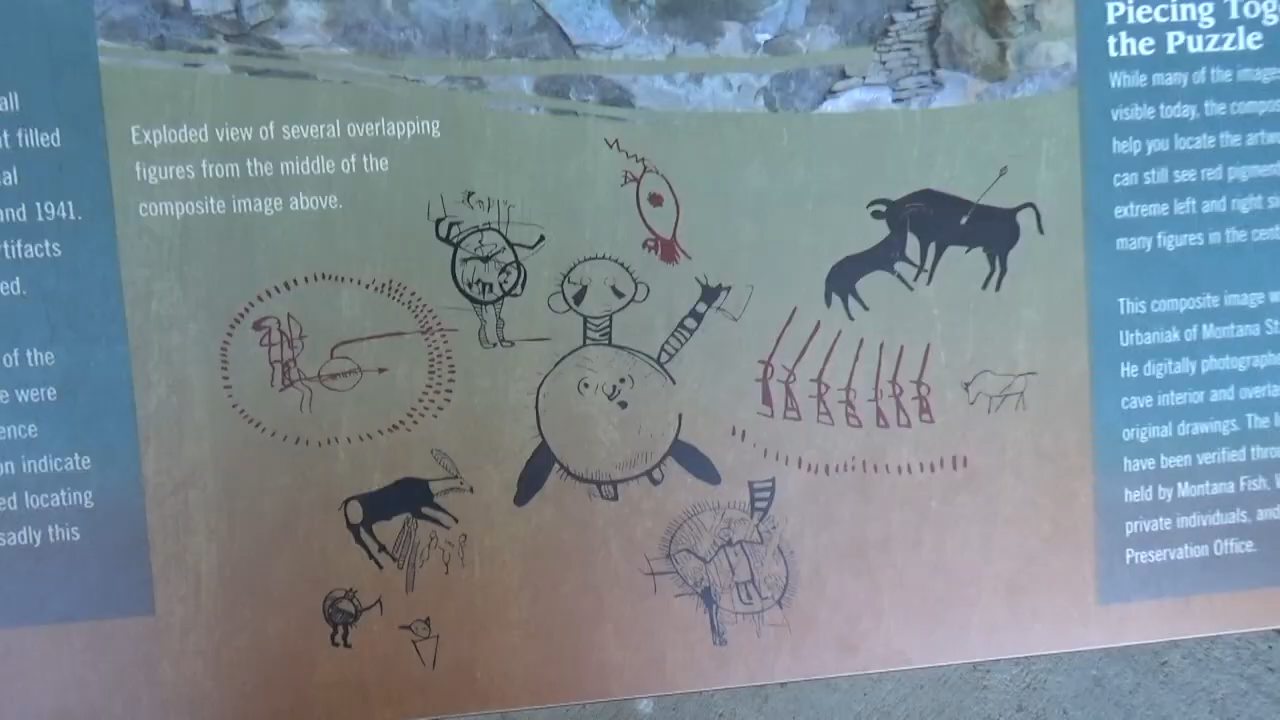 all
t filled
al
and 1941.
tifacts
ed.
of the
e were
ence
on indicate
ed locating
sadly this
Exploded view of several overlapping
figures from the middle of the
composite image above.
Piecing Tog
the Puzzle
While many of the image
visible today, the compo
help you locate the artw
can still see red pigment
extreme left and right si
many figures in the cent
This composite image w
Urbaniak of Montana St
He digitally photograph
cave interior and overla
original drawings. The
have been verified thro
held by Montana Fish,
private individuals, and
Preservation Office.